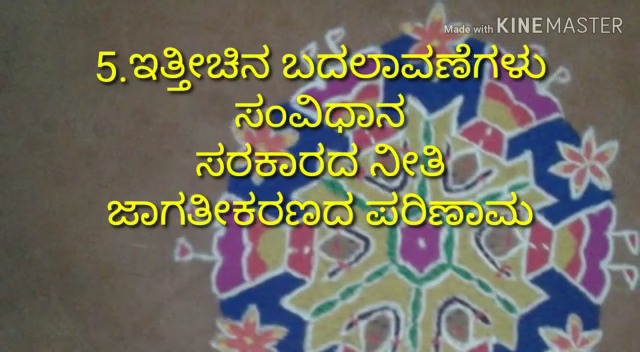 Made with KINEMASTER
5.ಇತ್ತೀಚಿನ ಬದಲಾವಣೆಗಳು
ಸಂವಿಧಾನ
ಸರಕಾರದ ನೀತಿ
ಜಾಗತೀಕರಣದ ಪರಿಣಾಮ